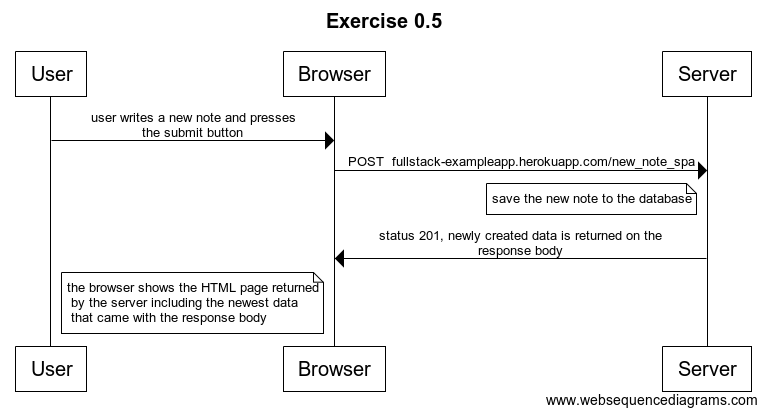 Exercise 0.5
User
Browser
Server
user writes a new note and presses
the submit button
POST  fullstack-exampleapp.herokuapp.com/new_note_spa
save the new note to the database
status 201, newly created data is returned on the
response body
the browser shows the HTML page returned
by the server including the newest data
that came with the response body
User
Browser
Server
www.websequencediagrams.com